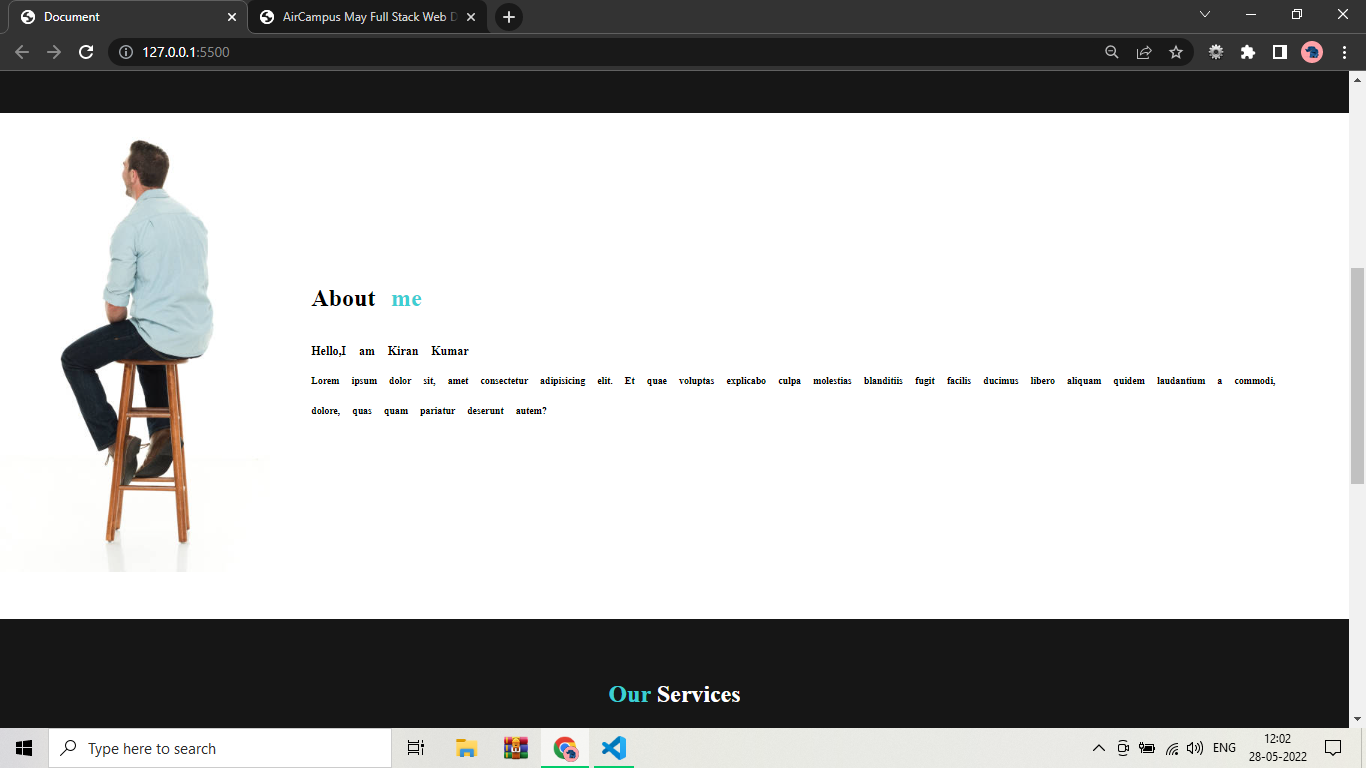 Document
AirCampus May Full Stack Web D
127.0.0.1:5500
About me
Hello,I am Kiran Kumar
Lorem ipsum dolor sit, amet consectetur adipisicing elit. Et quae voluptas explicabo culpa molestias blanditiis fugit facilis ducimus libero aliquam quidem laudantium a commodi,
dolore, quas quam pariatur deserunt autem?
Our Services
Type here to search
ENG
12:02
28-05-2022